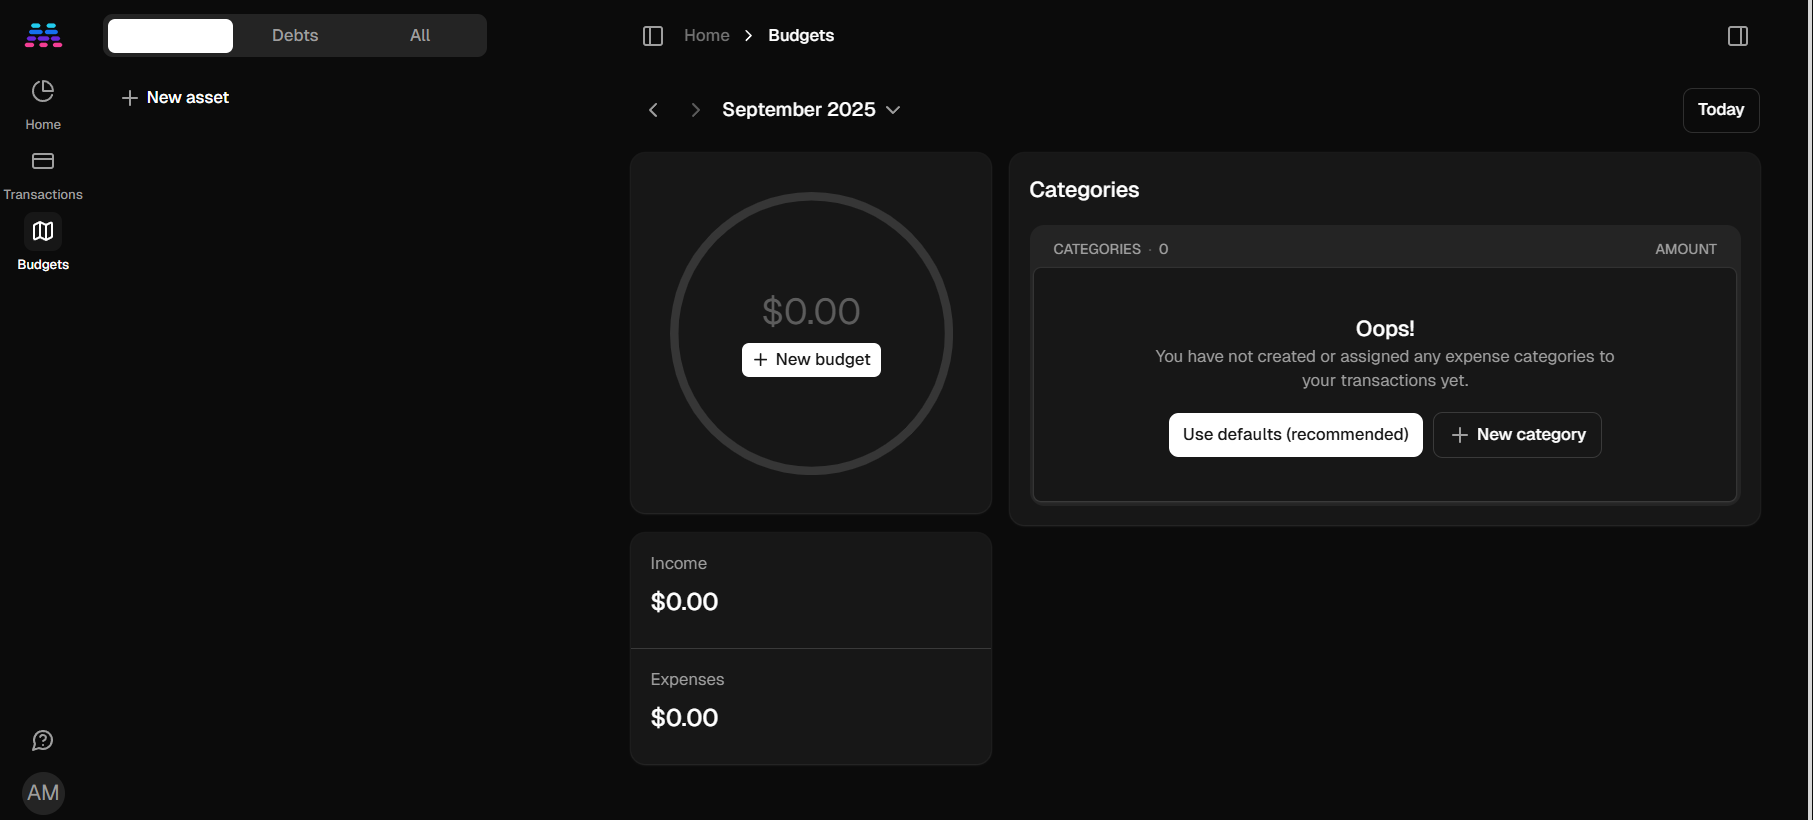 Debts
All
New asset
Home
Transactions
Budgets
AM
Home > Budgets
September 2025
Today
$0.00
New budget
Income
$0.00
Expenses
$0.00
Categories
CATEGORIES · 0
AMOUNT
Oops!
You have not created or assigned any expense categories to
your transactions yet.
Use defaults (recommended)
New category